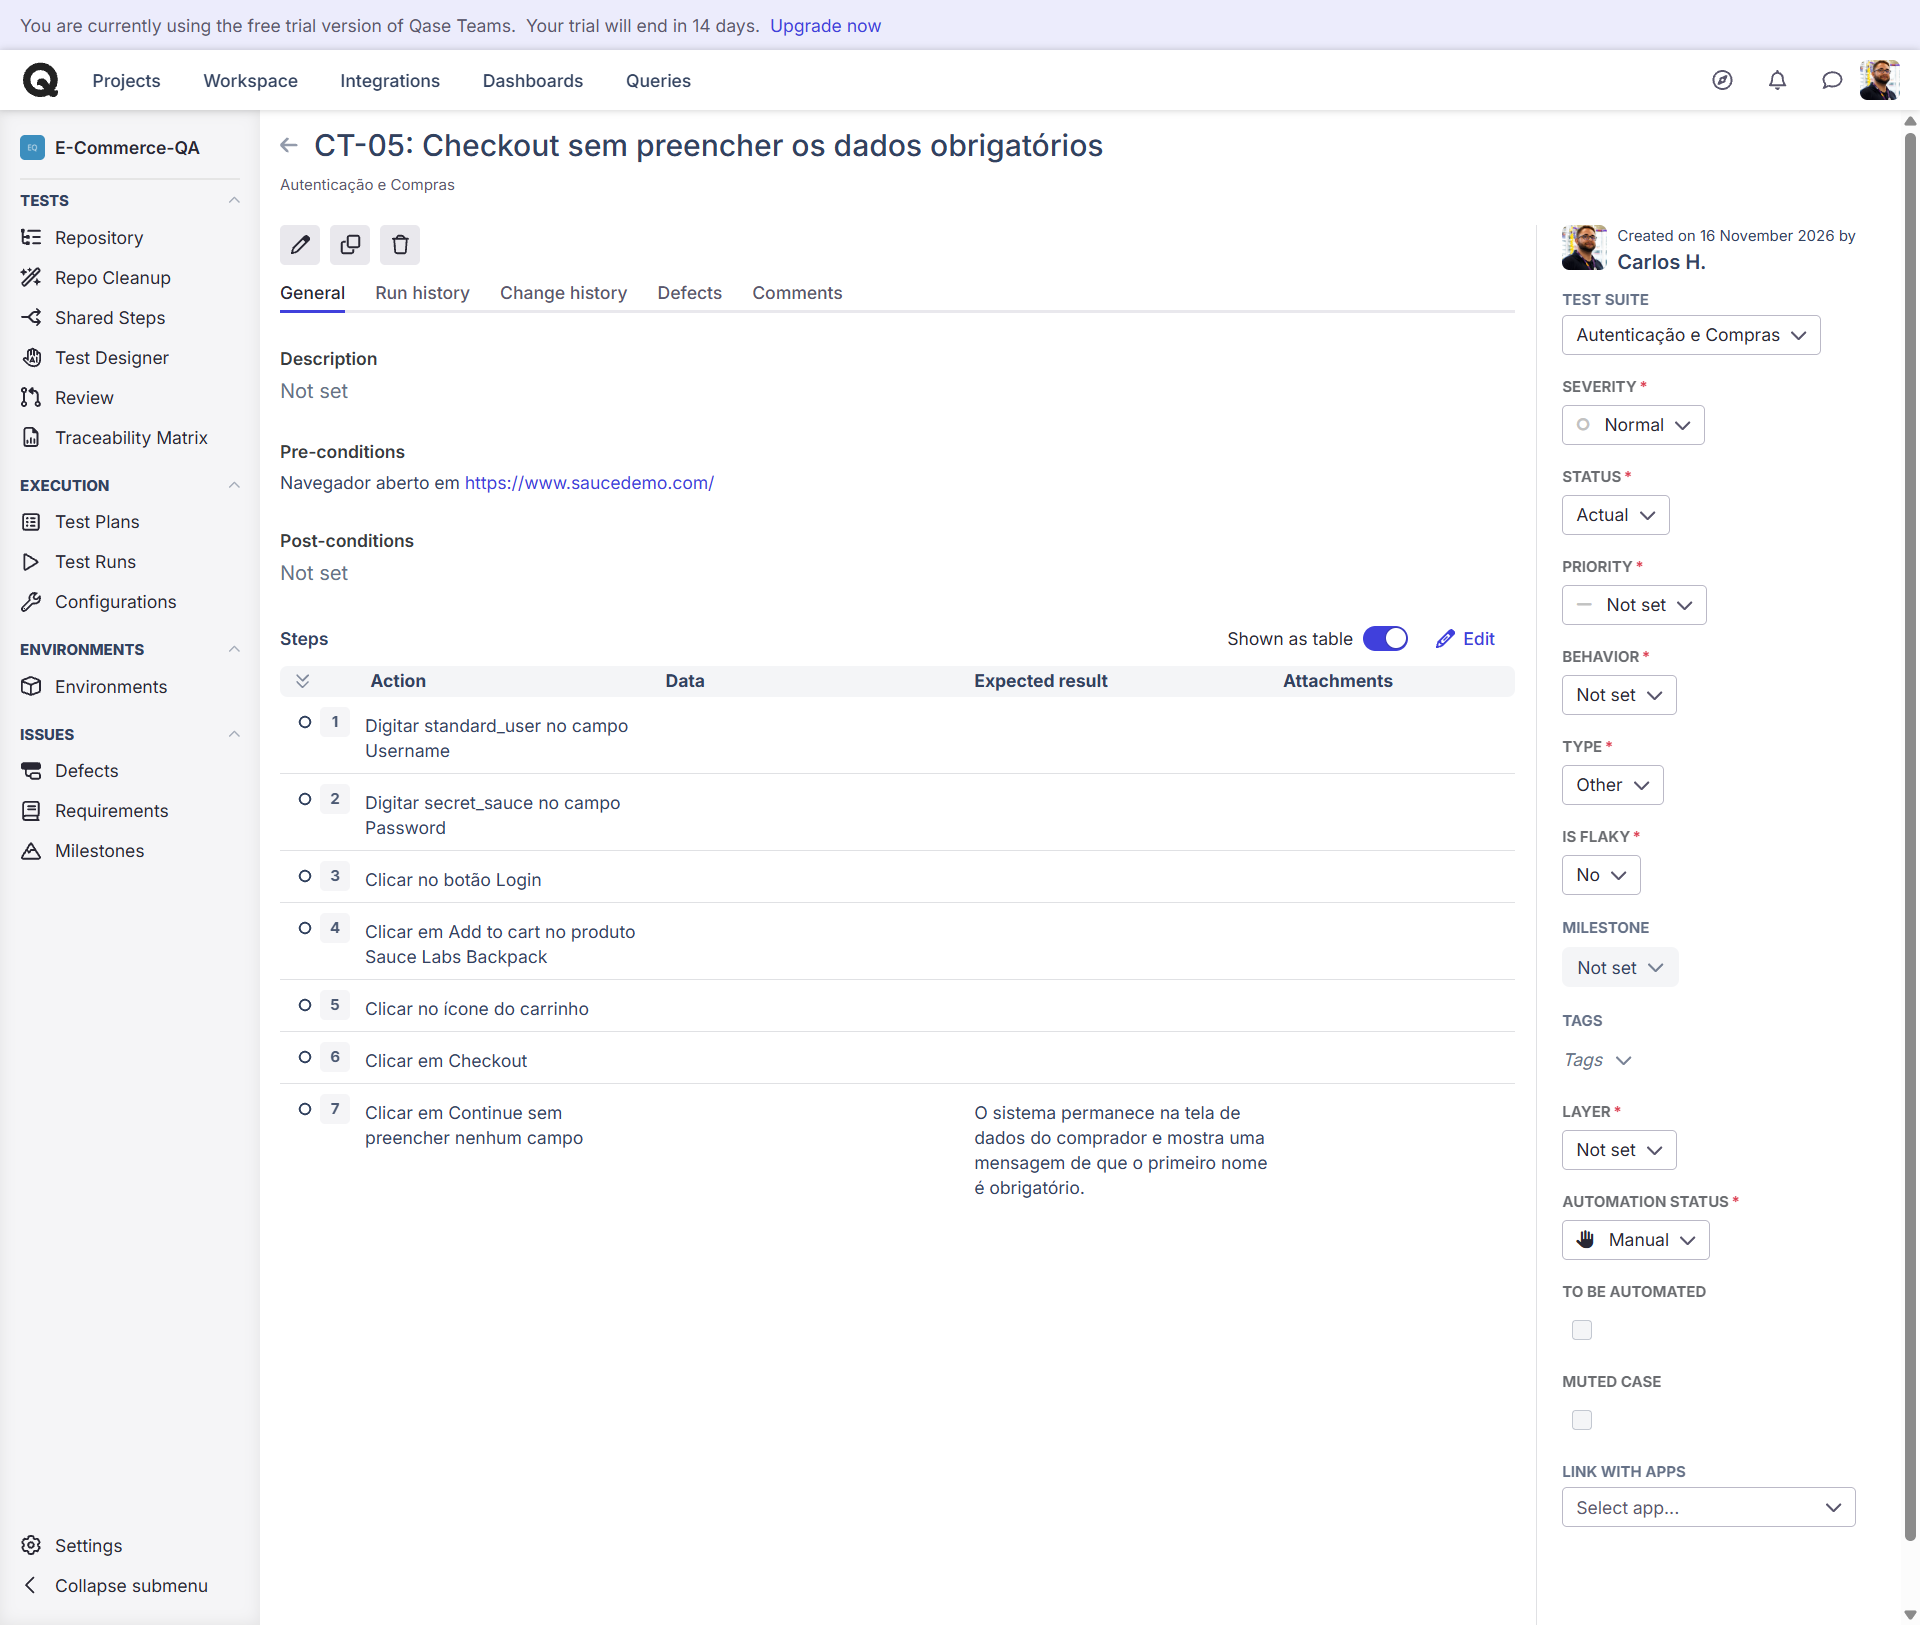 You are currently using the free trial version of Qase Teams. Your trial will end in 14 days. Upgrade now
Projects
Workspace
Integrations
Dashboards
Queries
EQ
E-Commerce-QA
TESTS
Repository
Repo Cleanup
Shared Steps
Test Designer
Review
Traceability Matrix
EXECUTION
Test Plans
Test Runs
Configurations
ENVIRONMENTS
Environments
ISSUES
Defects
Requirements
Milestones
Settings
Collapse submenu
CT-05: Checkout sem preencher os dados obrigatórios
Autenticação e Compras
General
Run history
Change history
Defects
Comments
Description
Not set
Pre-conditions
Navegador aberto em https://www.saucedemo.com/
Post-conditions
Not set
Steps
Shown as table
Edit
Action
Data
Expected result
Attachments
1
Digitar standard_user no campo
Username
2
Digitar secret_sauce no campo
Password
3
Clicar no botão Login
4
Clicar em Add to cart no produto
Sauce Labs Backpack
5
Clicar no ícone do carrinho
6
Clicar em Checkout
7
Clicar em Continue sem
preencher nenhum campo
O sistema permanece na tela de
dados do comprador e mostra uma
mensagem de que o primeiro nome
é obrigatório.
Created on 16 November 2026 by
Carlos H.
TEST SUITE
Autenticação e Compras
SEVERITY *
Normal
STATUS *
Actual
PRIORITY *
Not set
BEHAVIOR *
Not set
TYPE *
Other
IS FLAKY *
No
MILESTONE
Not set
TAGS
Tags
LAYER *
Not set
AUTOMATION STATUS *
Manual
TO BE AUTOMATED
MUTED CASE
LINK WITH APPS
Select app...